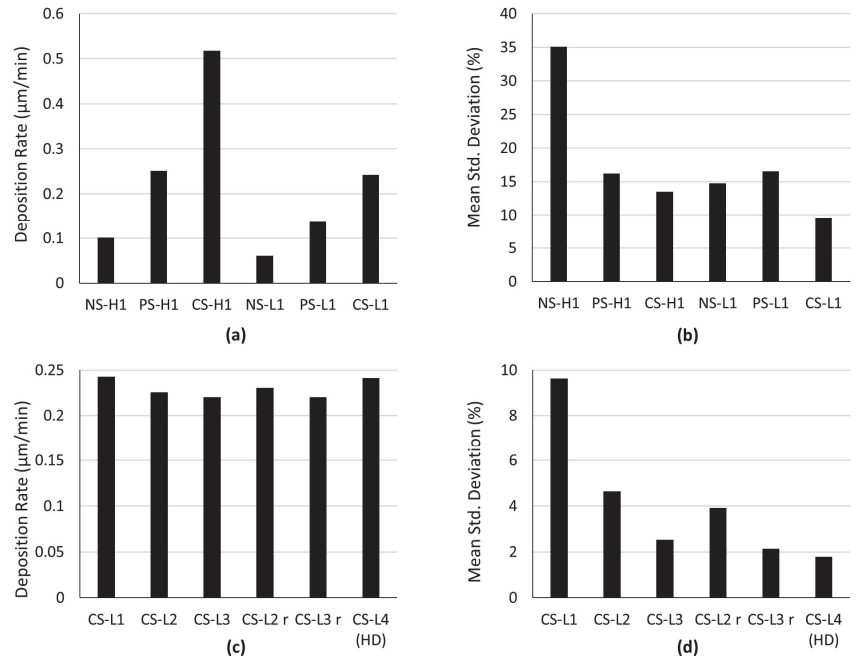 Deposition Rate (µm/min)
0.6
0.5
0.4
0.3
0.2
0.1
0
NS-H1 PS-H1 CS-H1 NS-L1 PS-L1 CS-L1
(a)
Mean Std. Deviation (%)
40
35
30
25
20
15
10
5
0
NS-H1 PS-H1 CS-H1 NS-L1 PS-L1 CS-L1
(b)
Deposition Rate (µm/min)
0.25
0.2
0.15
0.1
0.05
0
CS-L1 CS-L2 CS-L3 CS-L2 r CS-L3 r CS-L4
(HD)
(c)
Mean Std. Deviation (%)
10
8
6
4
2
0
CS-L1 CS-L2 CS-L3 CS-L2 r CS-L3 r CS-L4
(HD)
(d)